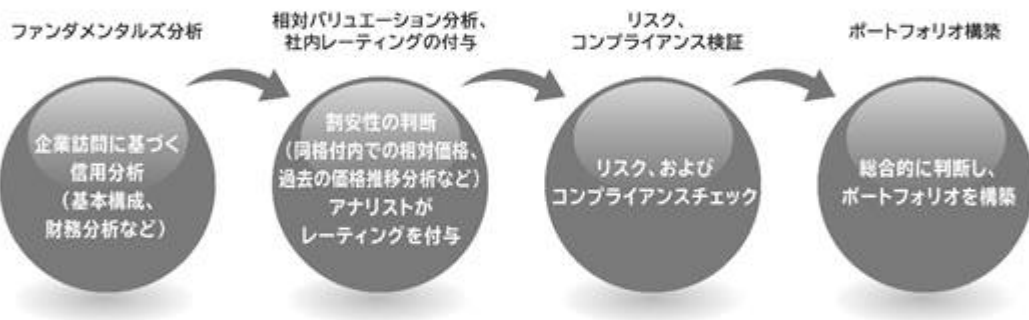 ファンダメンタルズ分析
相対バリュエーション分析、
社内レーティングの付与
リスク、
コンプライアンス検証
ポートフォリオ構築
企業訪問に基づく
信用分析
（基本構成、
財務分析など）
割安性の判断
（同格付内での相対価格、
過去の価格推移分析など）
アナリストが
レーティングを付与
リスク、および
コンプライアンスチェック
総合的に判断し、
ポートフォリオを構築